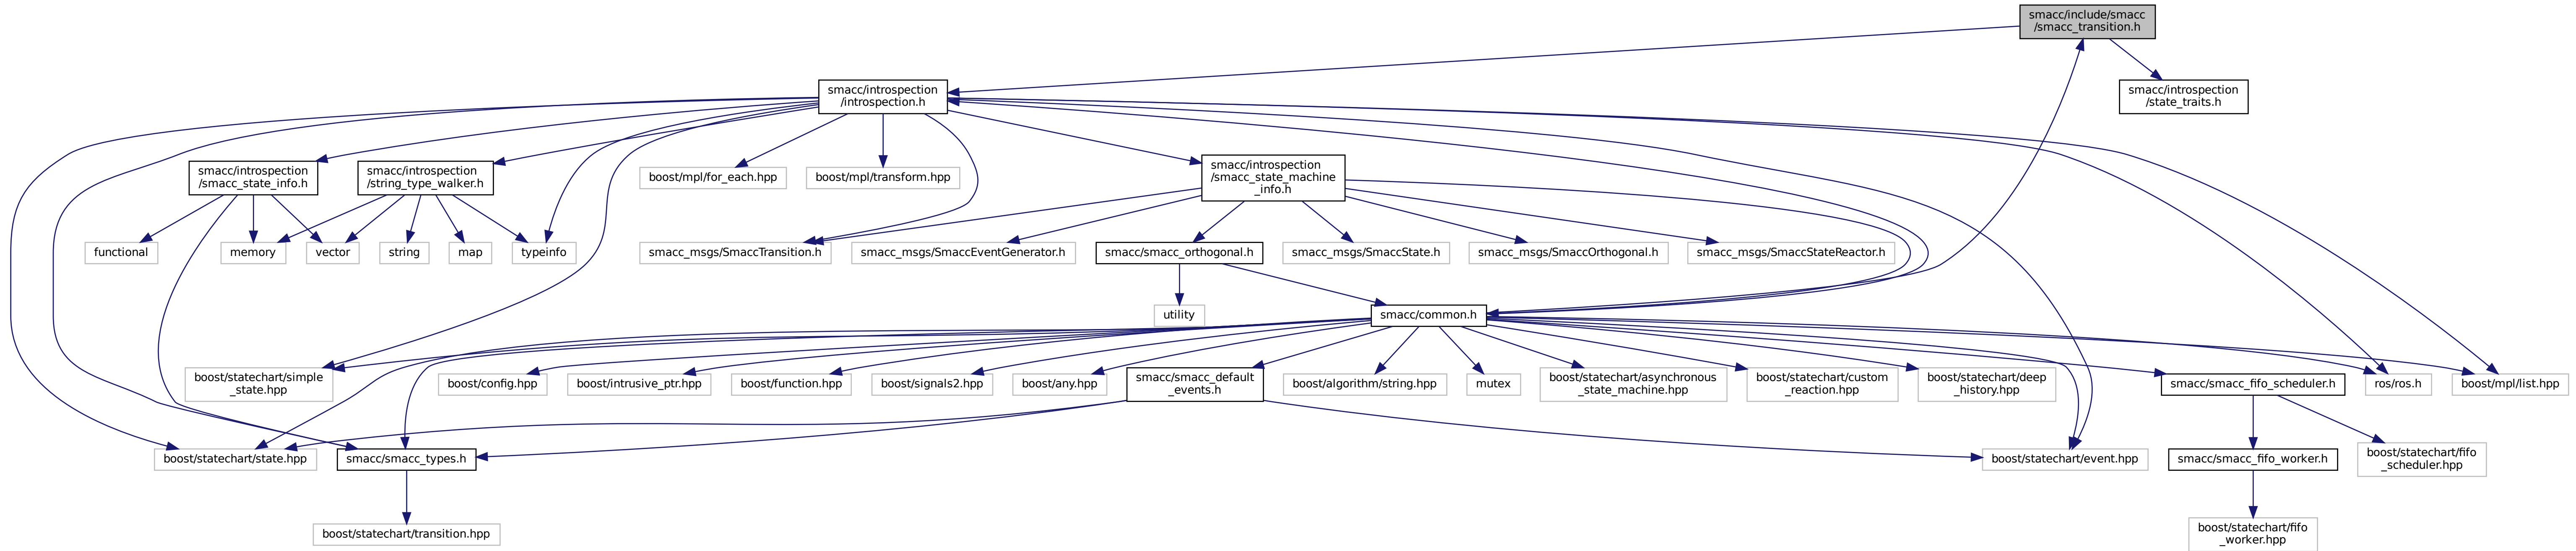 smacc/include/smacc
/smacc_transition.h
smacc/introspection
/introspection.h
smacc/introspection
/state_traits.h
smacc/introspection
/smacc_state_info.h
smacc/introspection
/string_type_walker.h
boost/mpl/for_each.hpp
boost/mpl/transform.hpp
smacc/introspection
/smacc_state_machine
_info.h
functional
memory
vector
string
map
typeinfo
smacc_msgs/SmaccTransition.h
smacc_msgs/SmaccEventGenerator.h
smacc/smacc_orthogonal.h
smacc_msgs/SmaccState.h
smacc_msgs/SmaccOrthogonal.h
smacc_msgs/SmaccStateReactor.h
utility
smacc/common.h
boost/statechart/simple
_state.hpp
boost/config.hpp
boost/intrusive_ptr.hpp
boost/function.hpp
boost/signals2.hpp
boost/any.hpp
smacc/smacc_default
_events.h
boost/algorithm/string.hpp
mutex
boost/statechart/asynchronous
_state_machine.hpp
boost/statechart/custom
_reaction.hpp
boost/statechart/deep
_history.hpp
smacc/smacc_fifo_scheduler.h
ros/ros.h
boost/mpl/list.hpp
boost/statechart/state.hpp
smacc/smacc_types.h
boost/statechart/event.hpp
smacc/smacc_fifo_worker.h
boost/statechart/fifo
_scheduler.hpp
boost/statechart/transition.hpp
boost/statechart/fifo
_worker.hpp